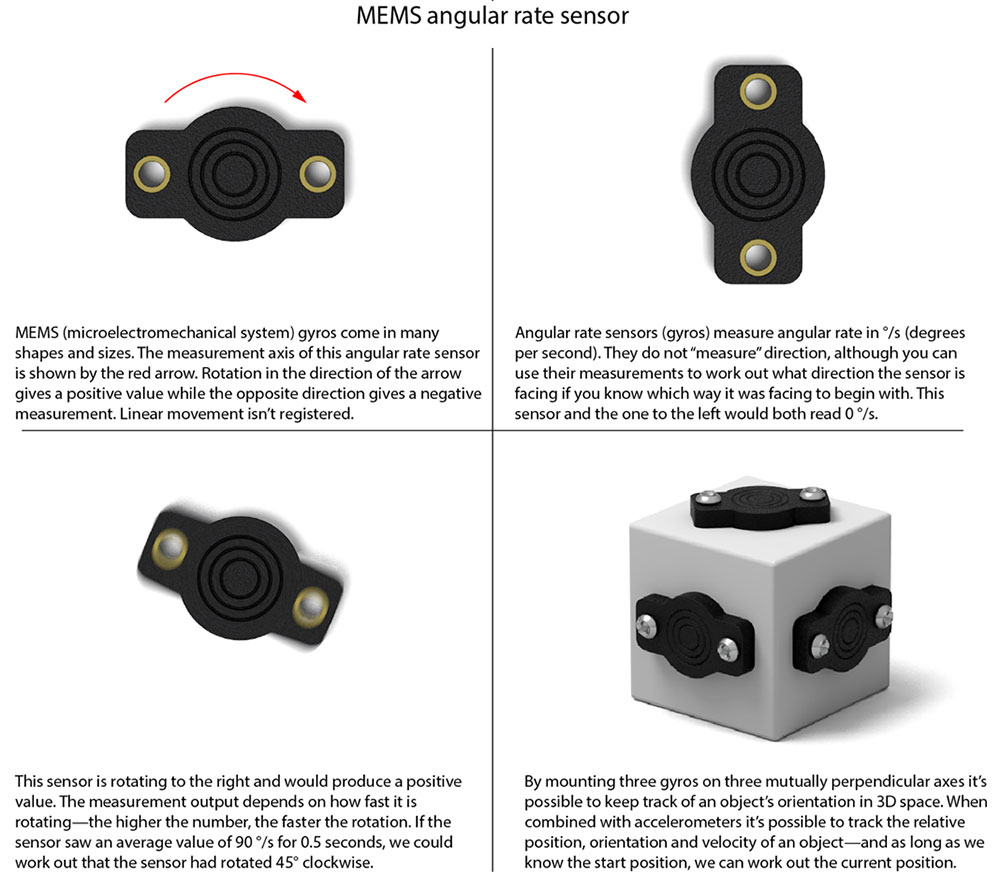 MEMS angular rate sensor
MEMS (microelectromechanical system) gyros come in many
shapes and sizes. The measurement axis of this angular rate sensor
is shown by the red arrow. Rotation in the direction of the arrow
gives a positive value while the opposite direction gives a negative
measurement. Linear movement isn’t registered.
Angular rate sensors (gyros) measure angular rate in °/s (degrees
per second). They do not “measure” direction, although you can
use their measurements to work out what direction the sensor is
facing if you know which way it was facing to begin with. This
sensor and the one to the left would both read 0 °/s.
This sensor is rotating to the right and would produce a positive
value. The measurement output depends on how fast it is
rotating—the higher the number, the faster the rotation. If the
sensor saw an average value of 90 °/s for 0.5 seconds, we could
work out that the sensor had rotated 45° clockwise.
By mounting three gyros on three mutually perpendicular axes it’s
possible to keep track of an object’s orientation in 3D space. When
combined with accelerometers it’s possible to track the relative
position, orientation and velocity of an object—and as long as we
know the start position, we can work out the current position.